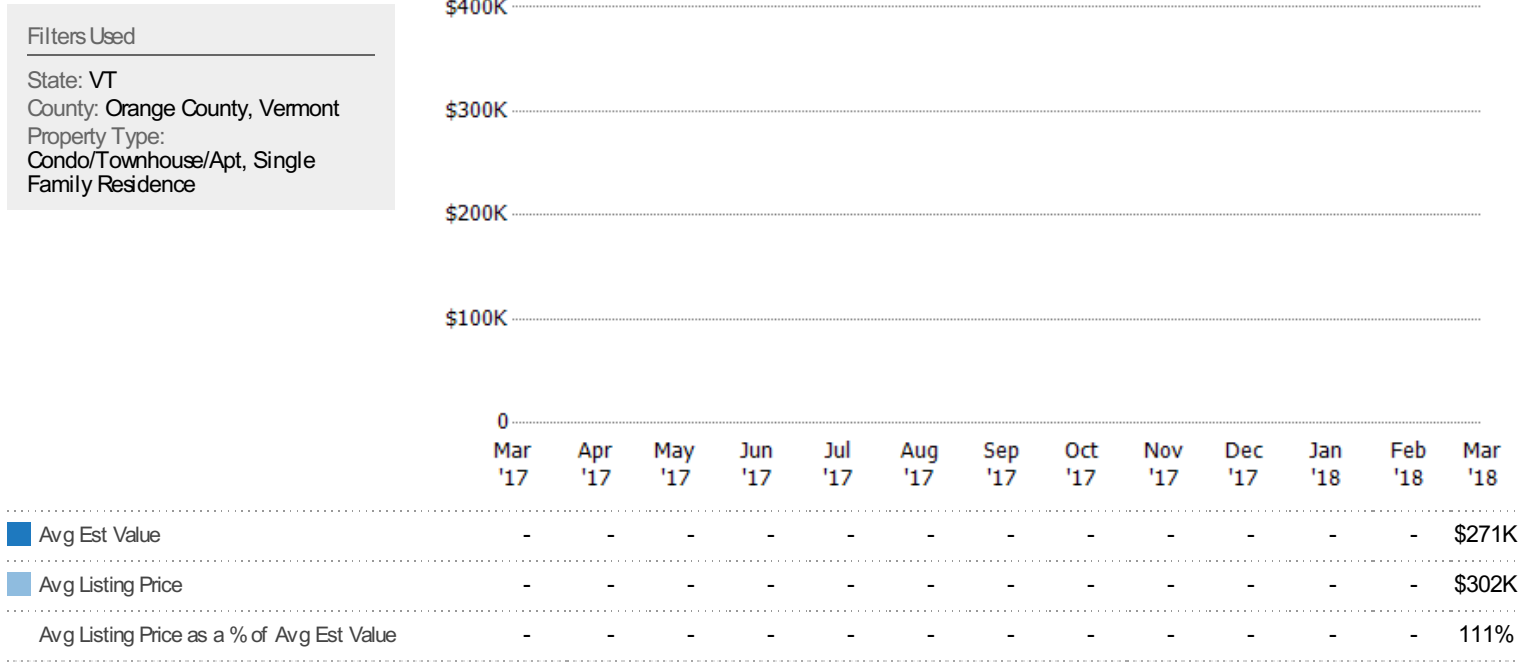 Filters Used
State: VT
County: Orange County, Vermont
Property Type:
Condo/Townhouse/Apt, Single
Family Residence
$400K
$300K
$200K
$100K
0
Mar Apr May Jun Jul Aug Sep Oct Nov Dec Jan Feb Mar
'17 '17 '17 '17 '17 '17 '17 '17 '17 '17 '18 '18 '18
Avg Est Value - - - - - - - - - - - - $271K
Avg Listing Price - - - - - - - - - - - - $302K
Avg Listing Price as a % of Avg Est Value - - - - - - - - - - - - 111%